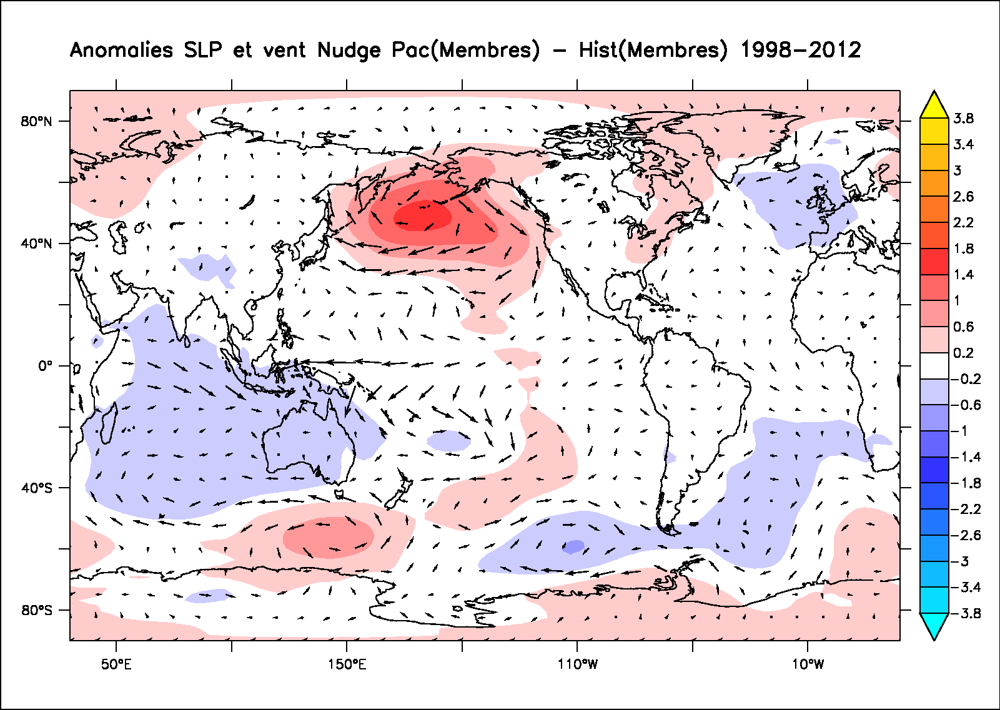 Anomalies SLP et vent Nudge Pac(Membres) − Hist(Membres) 1998−2012
80°N
40°N
0°
40°S
80°S
50°E
150°E
110°W
10°W
3.8
3.4
3
2.6
2.2
1.8
1.4
1
0.6
0.2
−0.2
−0.6
−1
−1.4
−1.8
−2.2
−2.6
−3
−3.4
−3.8